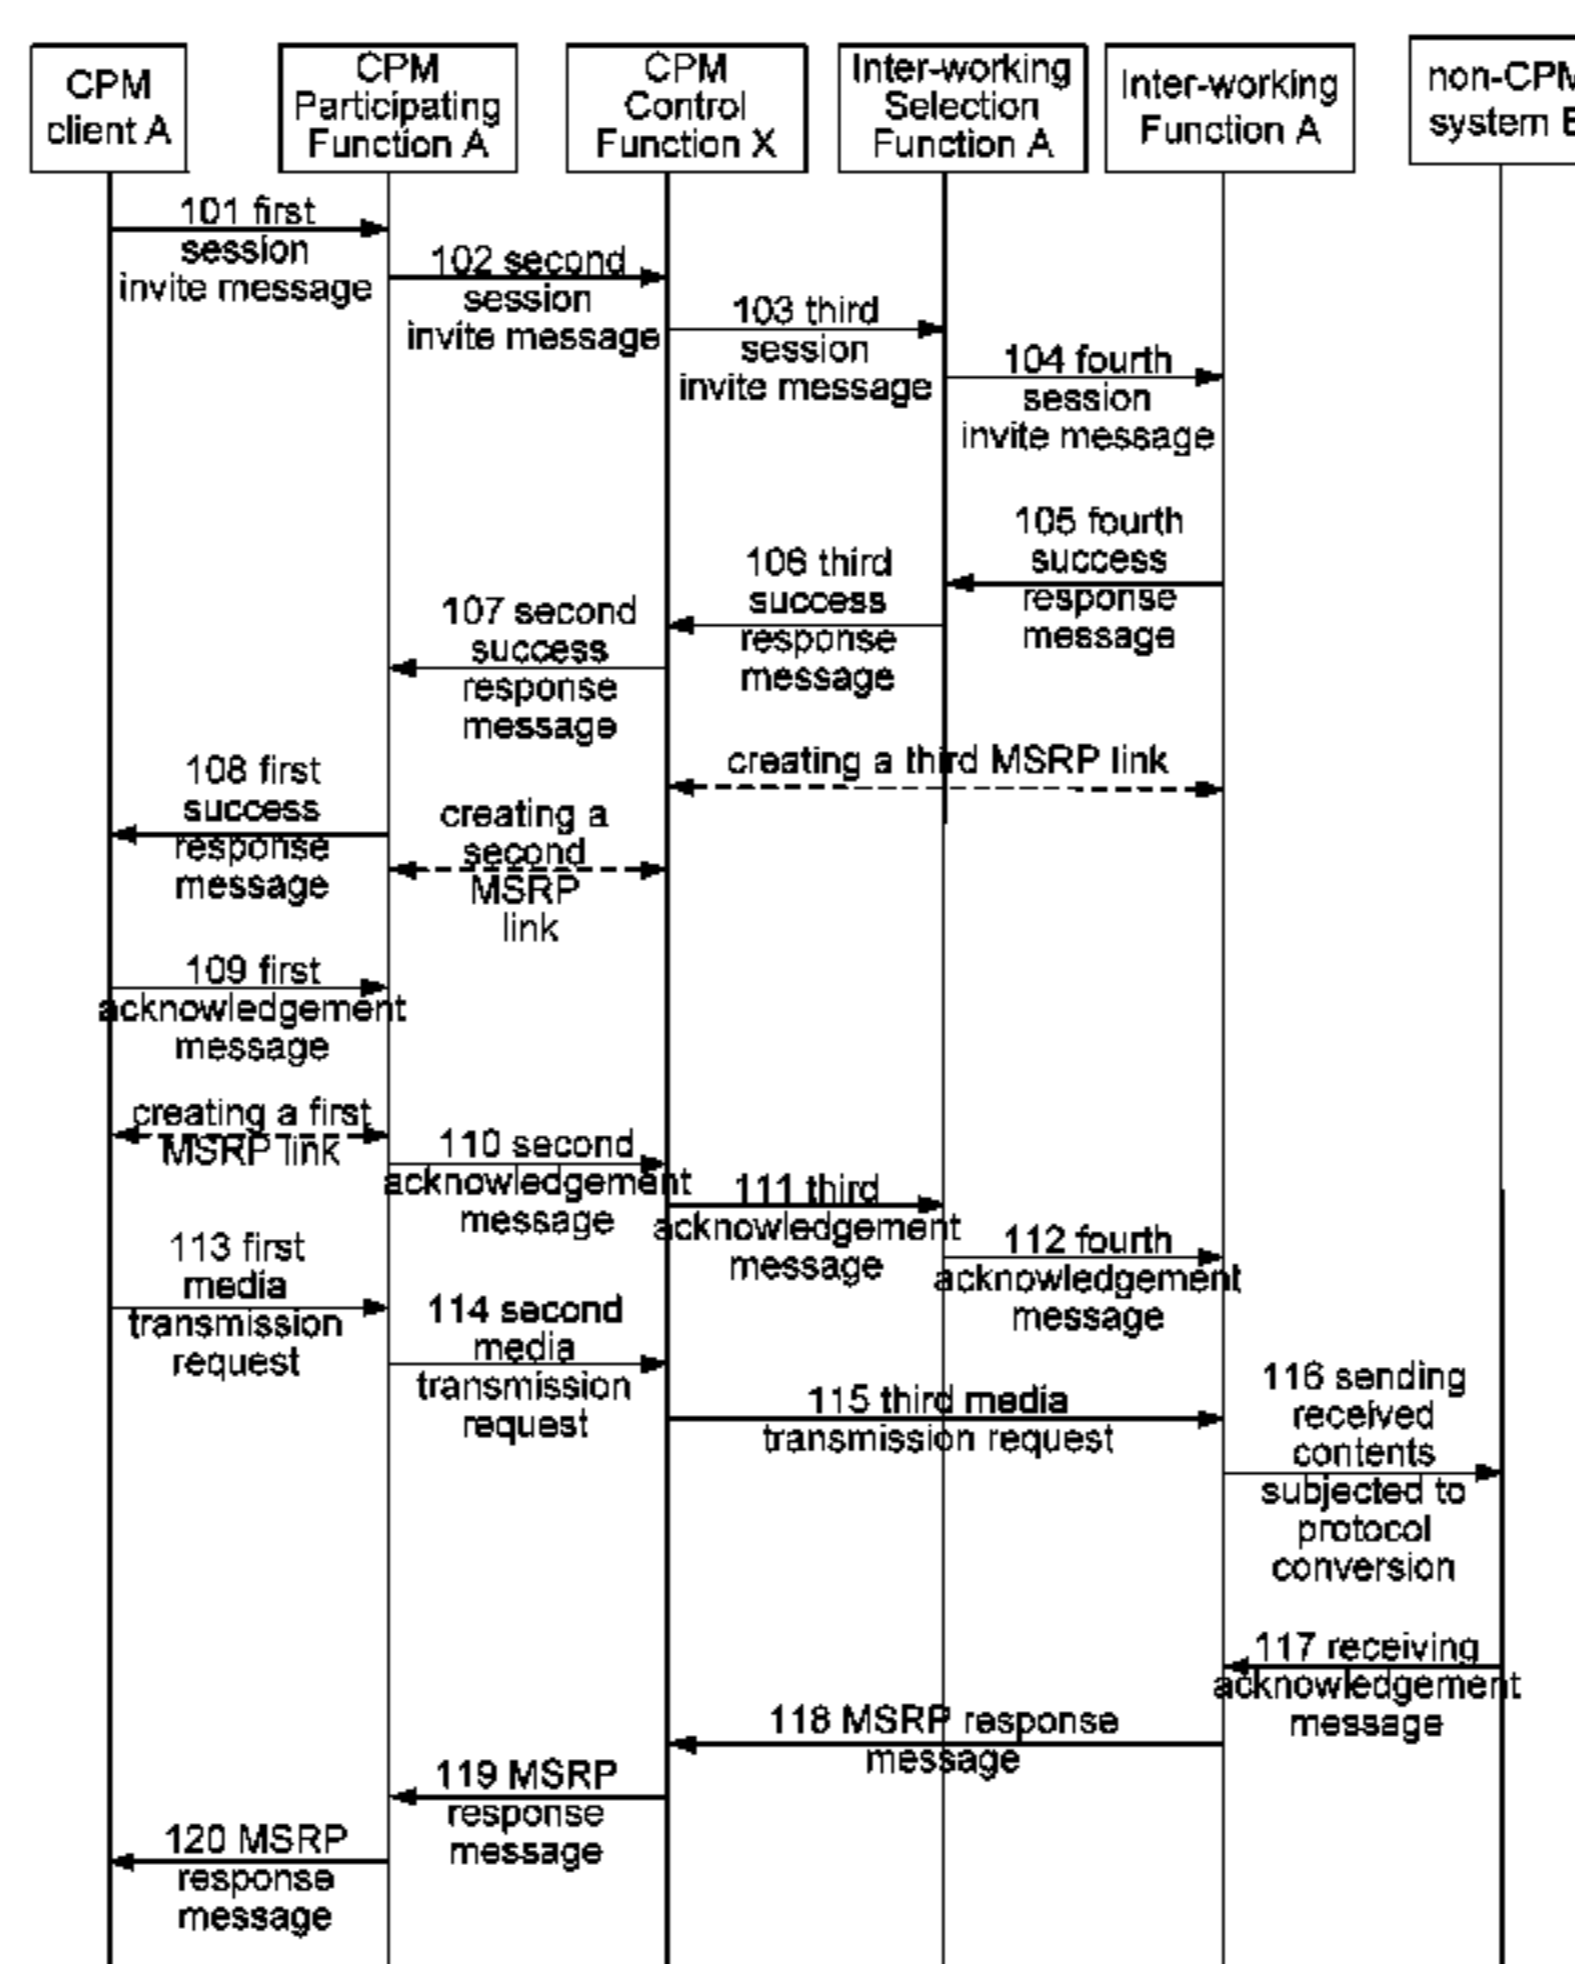 CPM
client A
CPM
Participating
Function A
CPM
Control
Function X
Inter-working
Selection
Function A
Inter-working
Function A
non-CPM
system
101 first
session
invite message
102 second
session
invite message
103 third
session
invite message
104 fourth
session
invite message
105 fourth
success
response
message
106 third
success
response
message
107 second
success
response
message
creating a third MSRP link
108 first
success
response
message
creating a
second
MSRP
link
109 first
acknowledgement
message
creating a first
MSRP link
110 second
acknowledgement
message
111 third
acknowledgement
message
112 fourth
acknowledgement
message
113 first
media
transmission
request
114 second
media
transmission
request
115 third media
transmission request
116 sending
received
contents
subjected to
protocol
conversion
117 receiving
acknowledgement
message
118 MSRP response
message
119 MSRP
response
message
120 MSRP
response
message